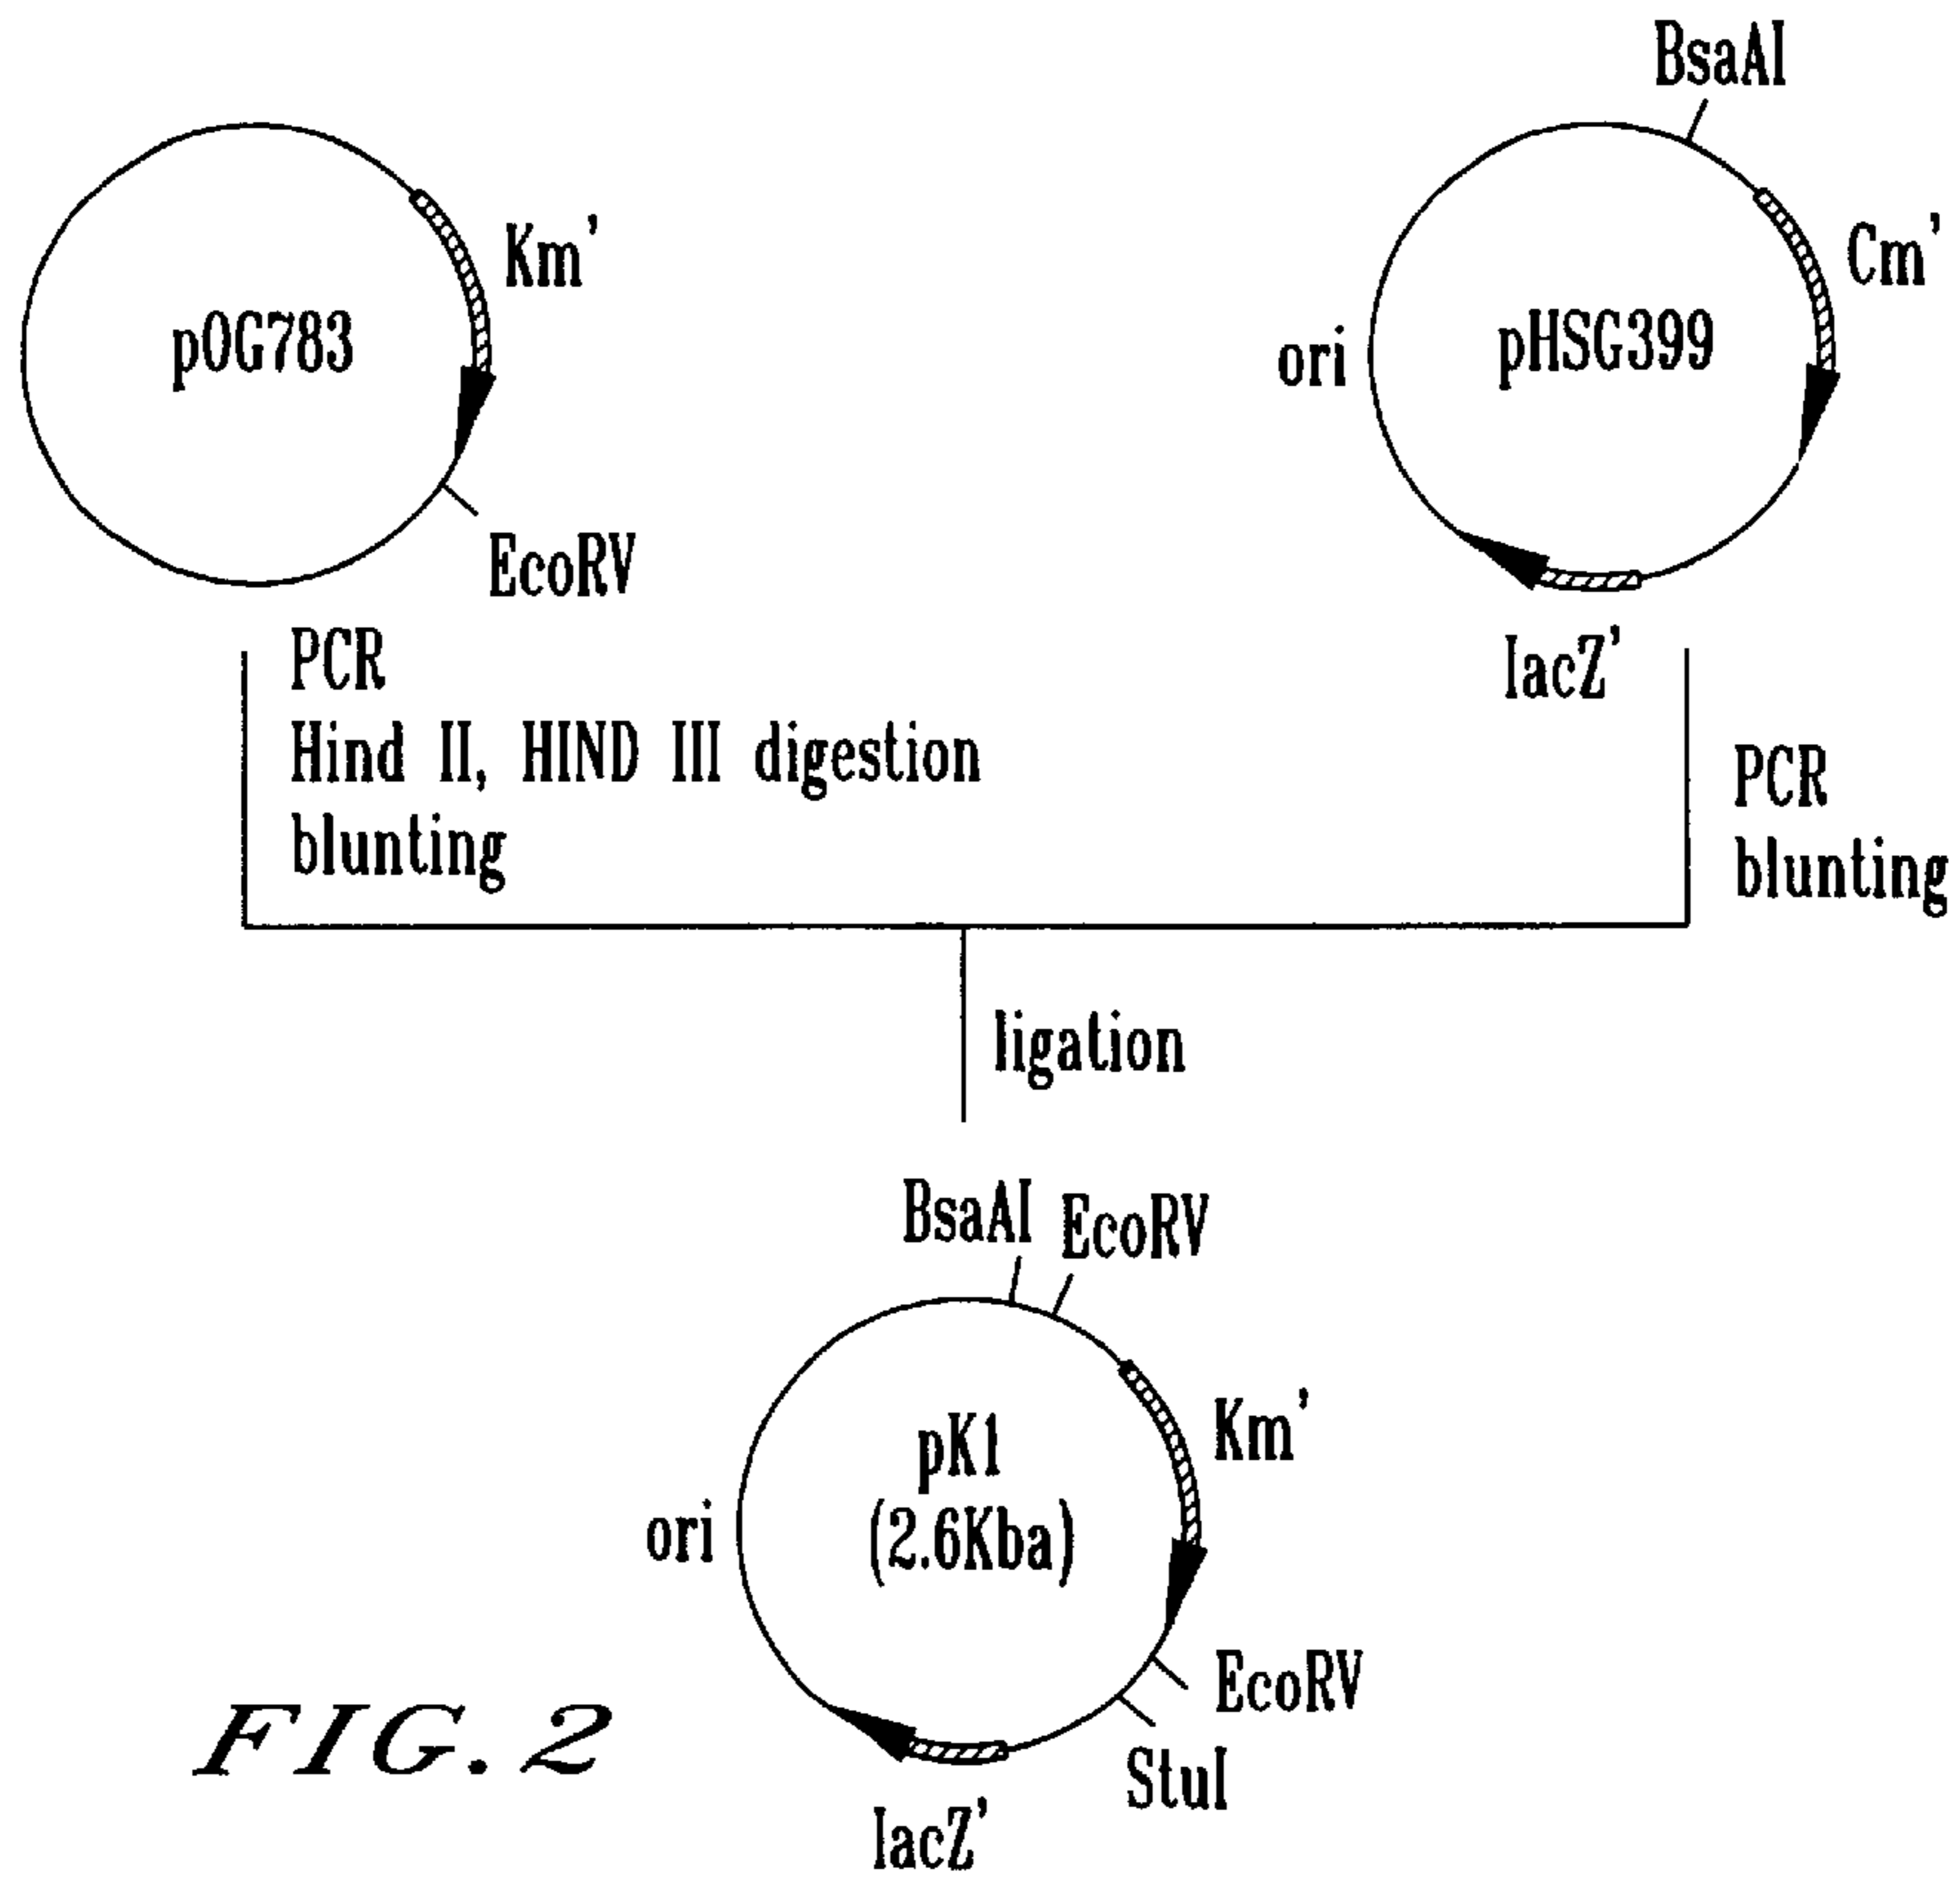 BsaAI
Km'
pOG783
EcoRV
Cm'
ori
pHSG399
lacZ'
PCR
Hind II, HIND III digestion
blunting
PCR
blunting
ligation
BsaAI
EcoRV
Km'
pK1
(2.6Kba)
ori
EcoRV
StuI
lacZ'
FIG. 2